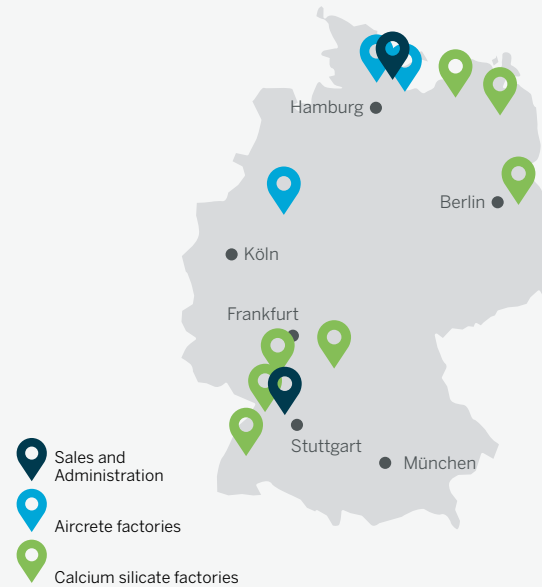 Hamburg
Berlin
Köln
Frankfurt
Stuttgart
München
Sales and
Administration
Aircrete factories
Calcium silicate factories